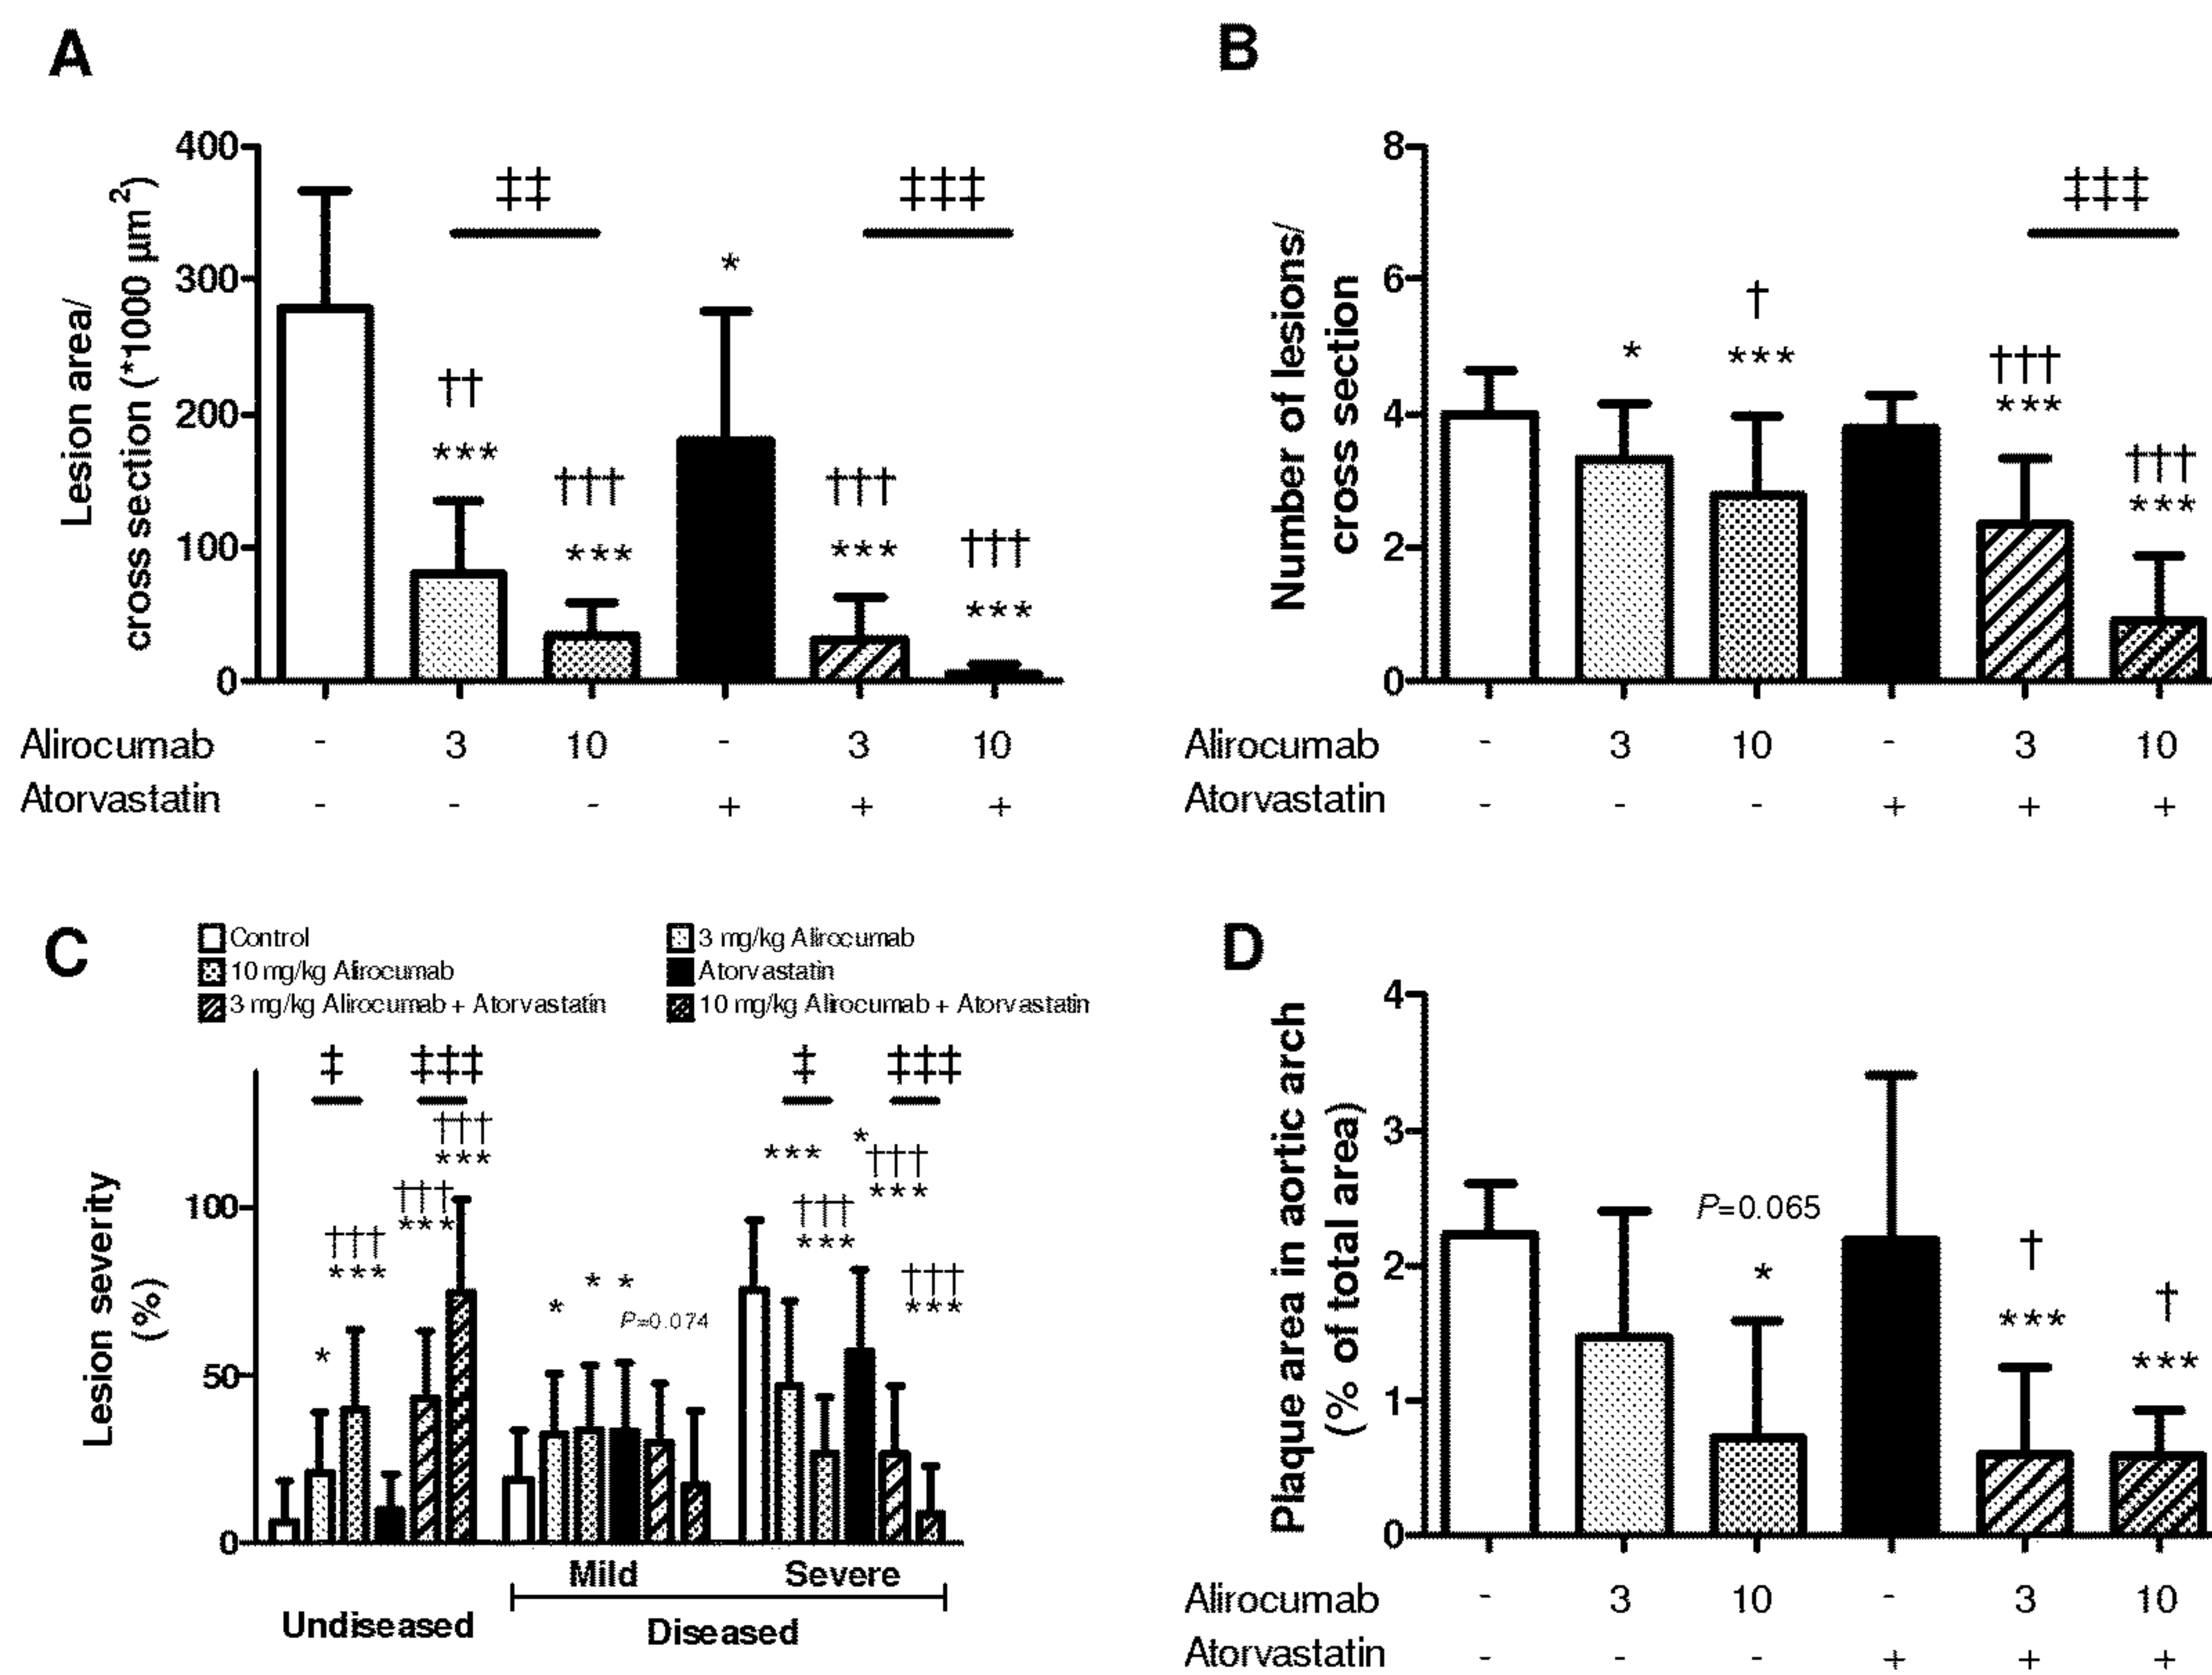 A
Lesion area/
cross section (*1000 µm²)
400
300
200
100
0
‡‡
‡‡‡
††
***
†††
***
*
†††
***
†††
***
Alirocumab - 3 10 - 3 10
Atorvastatin - - - + + +
B
Number of lesions/
cross section
8
6
4
2
0
‡‡‡
*
†
***
†††
***
†††
***
Alirocumab - 3 10 - 3 10
Atorvastatin - - - + + +
C
Control
3 mg/kg Alirocumab
10 mg/kg Alirocumab
Atorvastatin
3 mg/kg Alirocumab + Atorvastatin
10 mg/kg Alirocumab + Atorvastatin
Lesion severity
(%)
100
50
0
‡
‡‡‡
*
†††
***
†††
***
†††
***
*
*
*
P=0.074
‡
‡‡‡
***
†††
***
*
†††
***
†††
***
Mild
Severe
Undiseased
Diseased
D
Plaque area in aortic arch
(% of total area)
4
3
2
1
0
P=0.065
*
†
***
†
***
Alirocumab - 3 10 - 3 10
Atorvastatin - - - + + +